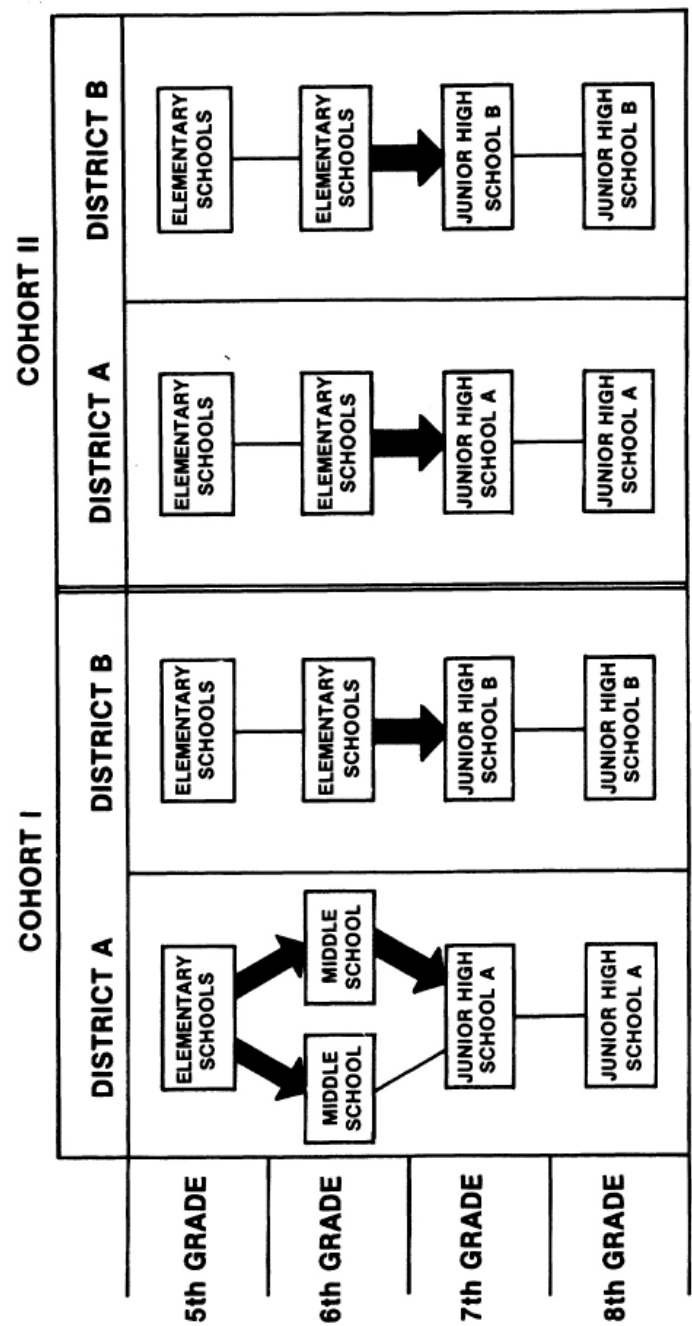 COHORT I
COHORT II
DISTRICT A
DISTRICT B
DISTRICT A
DISTRICT B
5th GRADE
ELEMENTARY
SCHOOLS
ELEMENTARY
SCHOOLS
ELEMENTARY
SCHOOLS
ELEMENTARY
SCHOOLS
6th GRADE
MIDDLE
SCHOOL
MIDDLE
SCHOOL
ELEMENTARY
SCHOOLS
ELEMENTARY
SCHOOLS
ELEMENTARY
SCHOOLS
7th GRADE
JUNIOR HIGH
SCHOOL A
JUNIOR HIGH
SCHOOL B
JUNIOR HIGH
SCHOOL A
JUNIOR HIGH
SCHOOL B
8th GRADE
JUNIOR HIGH
SCHOOL A
JUNIOR HIGH
SCHOOL B
JUNIOR HIGH
SCHOOL A
JUNIOR HIGH
SCHOOL B